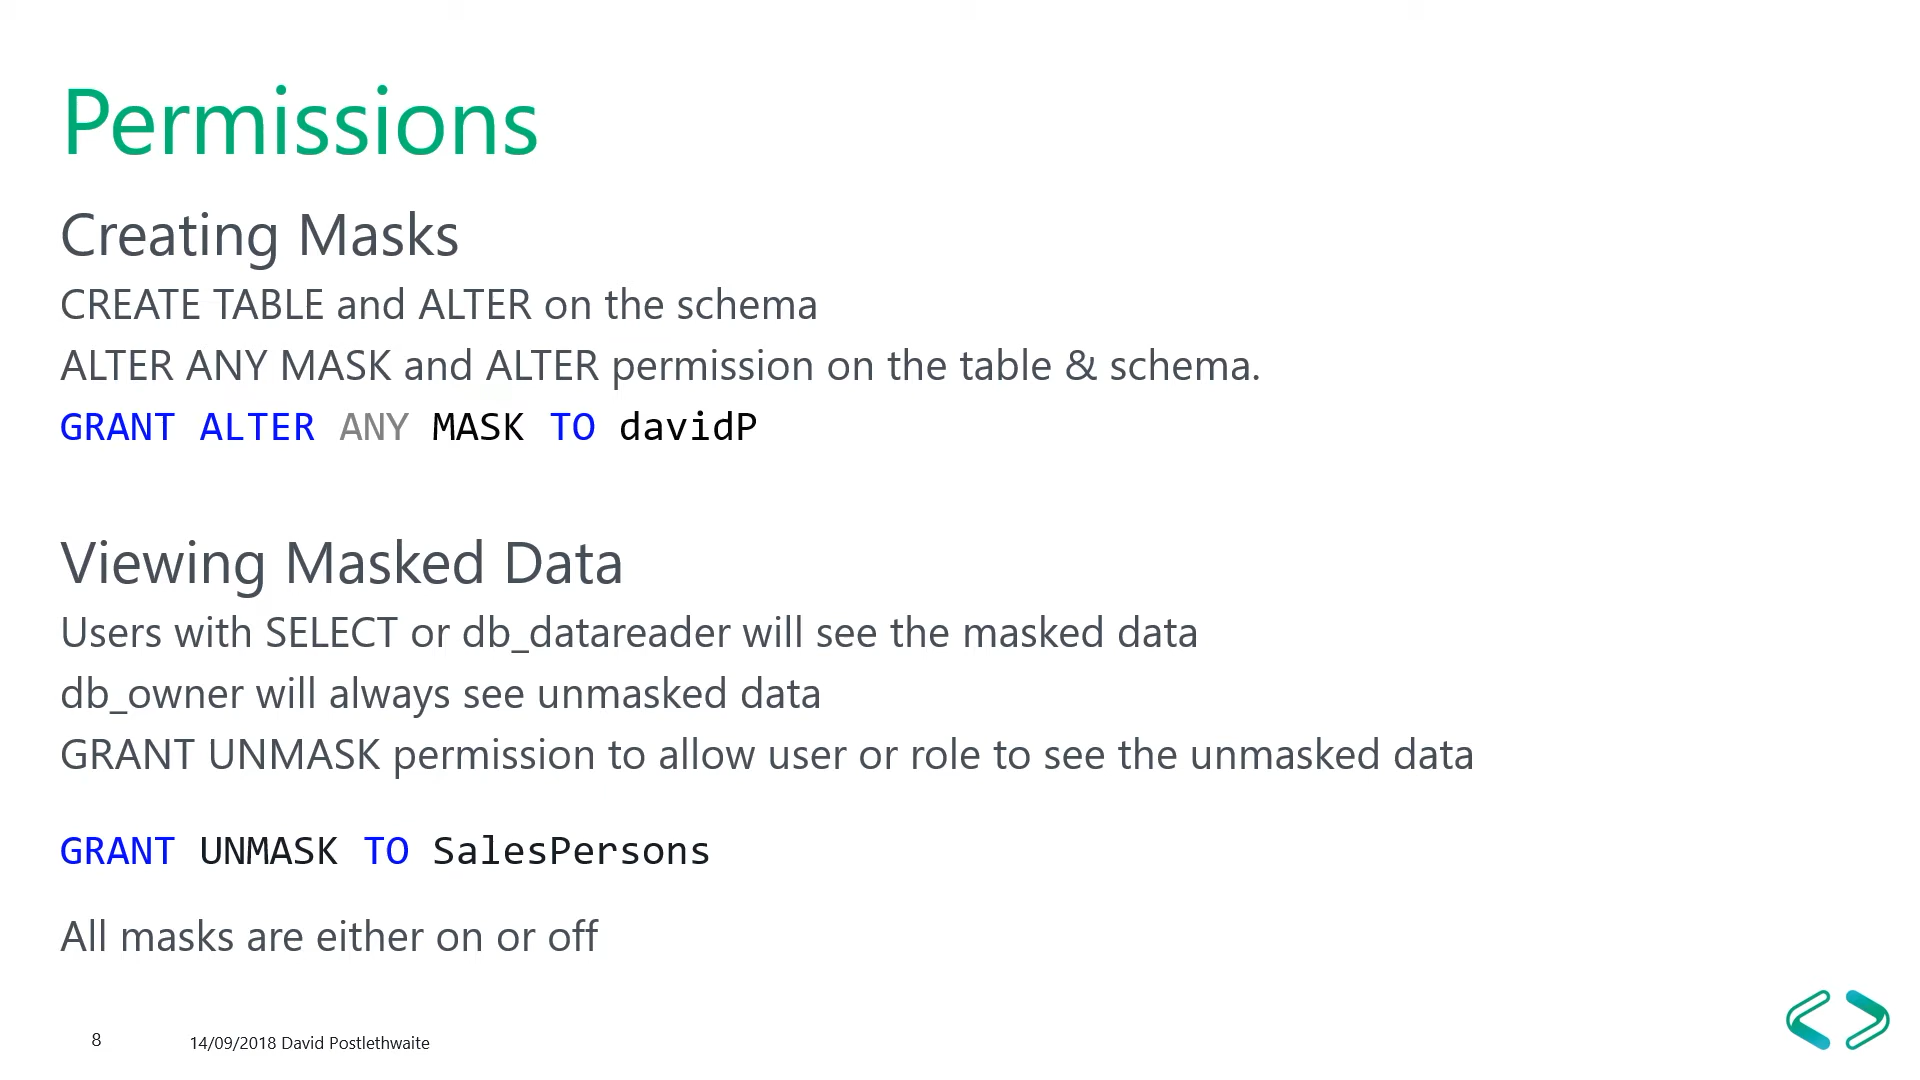 Permissions
Creating Masks
CREATE TABLE and ALTER on the schema
ALTER ANY MASK and ALTER permission on the table & schema.
GRANT ALTER ANY MASK TO davidP
Viewing Masked Data
Users with SELECT or db_datareader will see the masked data
db_owner will always see unmasked data
GRANT UNMASK permission to allow user or role to see the unmasked data
GRANT UNMASK TO SalesPersons
All masks are either on or off
8
14/09/2018 David Postlethwaite